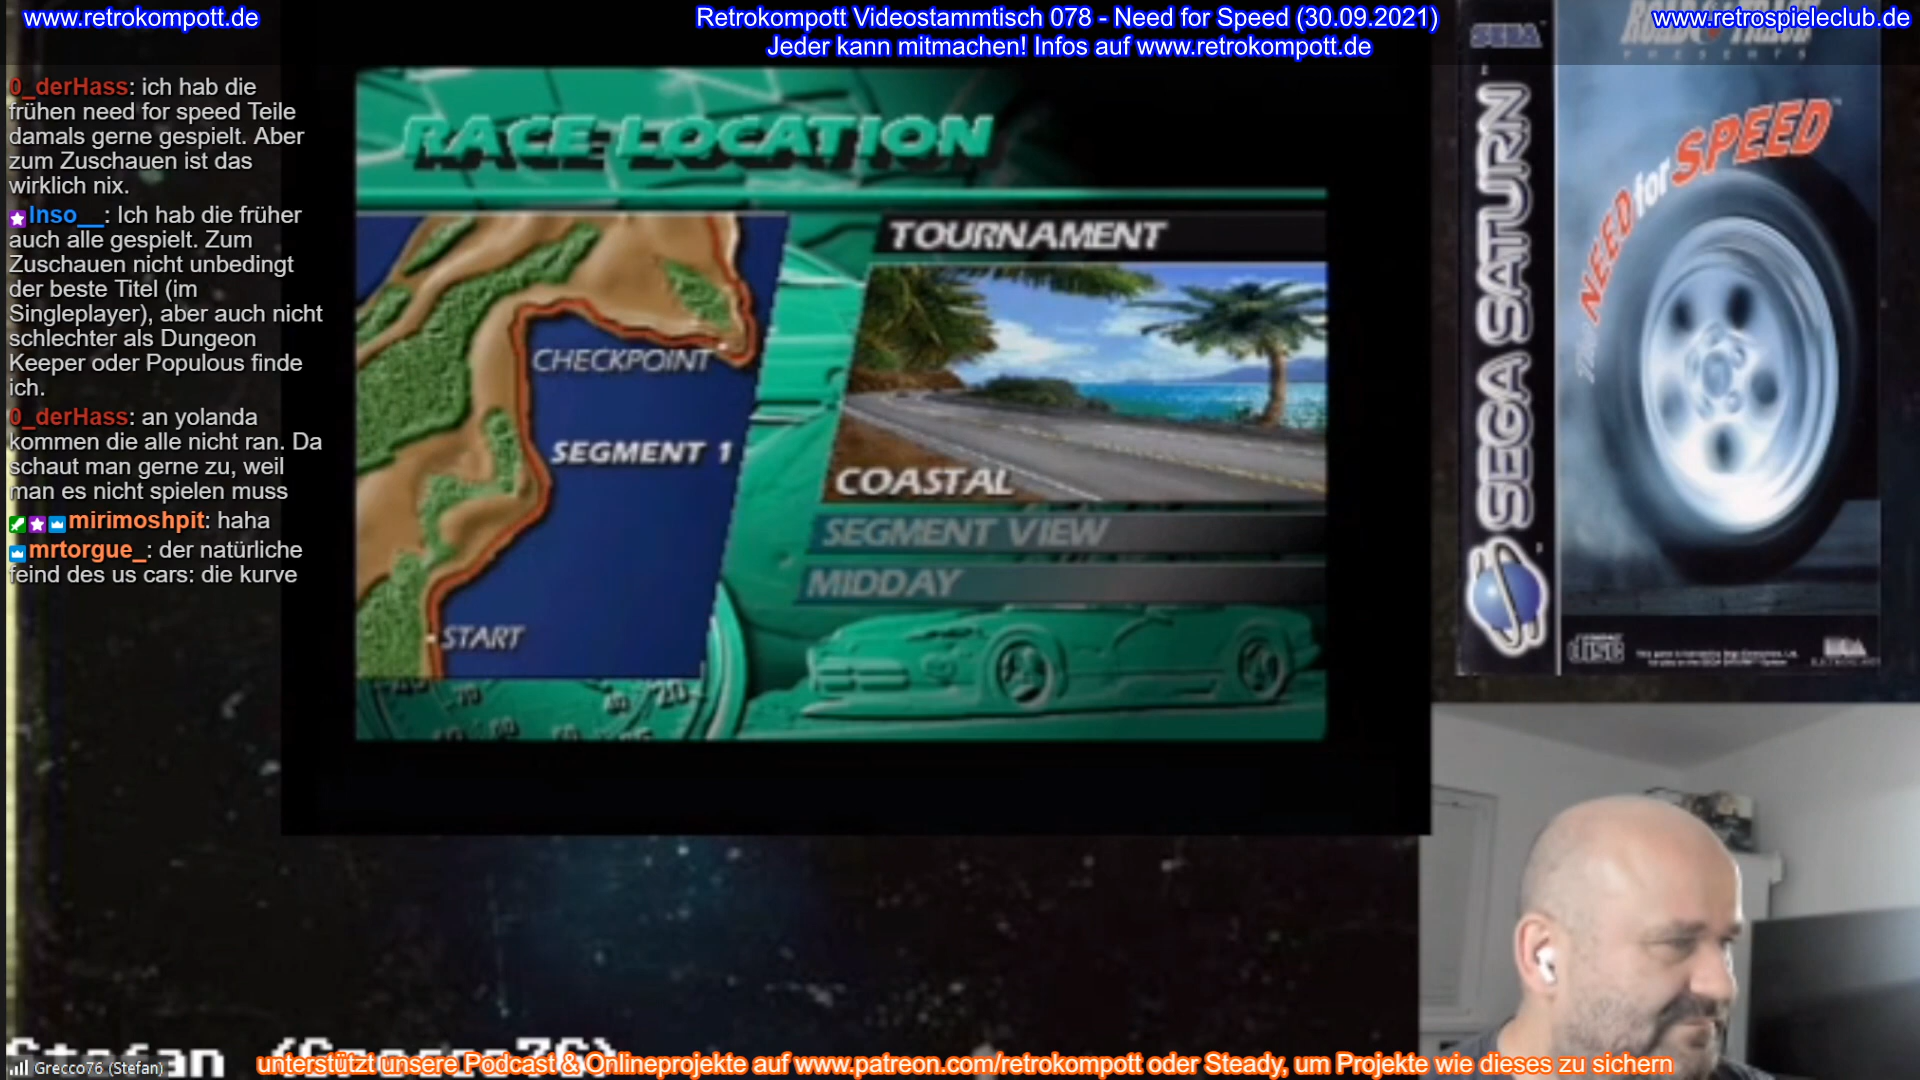 www.retrokompott.de
Retrokompott Videostammtisch 078 - Need for Speed (30.09.2021)
Jeder kann mitmachen! Infos auf www.retrokompott.de
www.retrospieleclub.de
0_derHass: ich hab die
frühen need for speed Teile
damals gerne gespielt. Aber
zum Zuschauen ist das
wirklich nix.
Inso__: Ich hab die früher
auch alle gespielt. Zum
Zuschauen nicht unbedingt
der beste Titel (im
Singleplayer), aber auch nicht
schlechter als Dungeon
Keeper oder Populous finde
ich.
0_derHass: an yolanda
kommen die alle nicht ran. Da
schaut man gerne zu, weil
man es nicht spielen muss
mirimoshpit: haha
mrtorgue_: der natürliche
feind des us cars: die kurve
RACE LOCATION
TOURNAMENT
CHECKPOINT
SEGMENT 1
START
COASTAL
SEGMENT VIEW
MIDDAY
20
SEGA
SEGA SATURN
PRESENTS
THE NEED for SPEED
DISC
Stefan (Grecco76)
Grecco76 (Stefan)
unterstützt unsere Podcast & Onlineprojekte auf www.patreon.com/retrokompott oder Steady, um Projekte wie dieses zu sichern